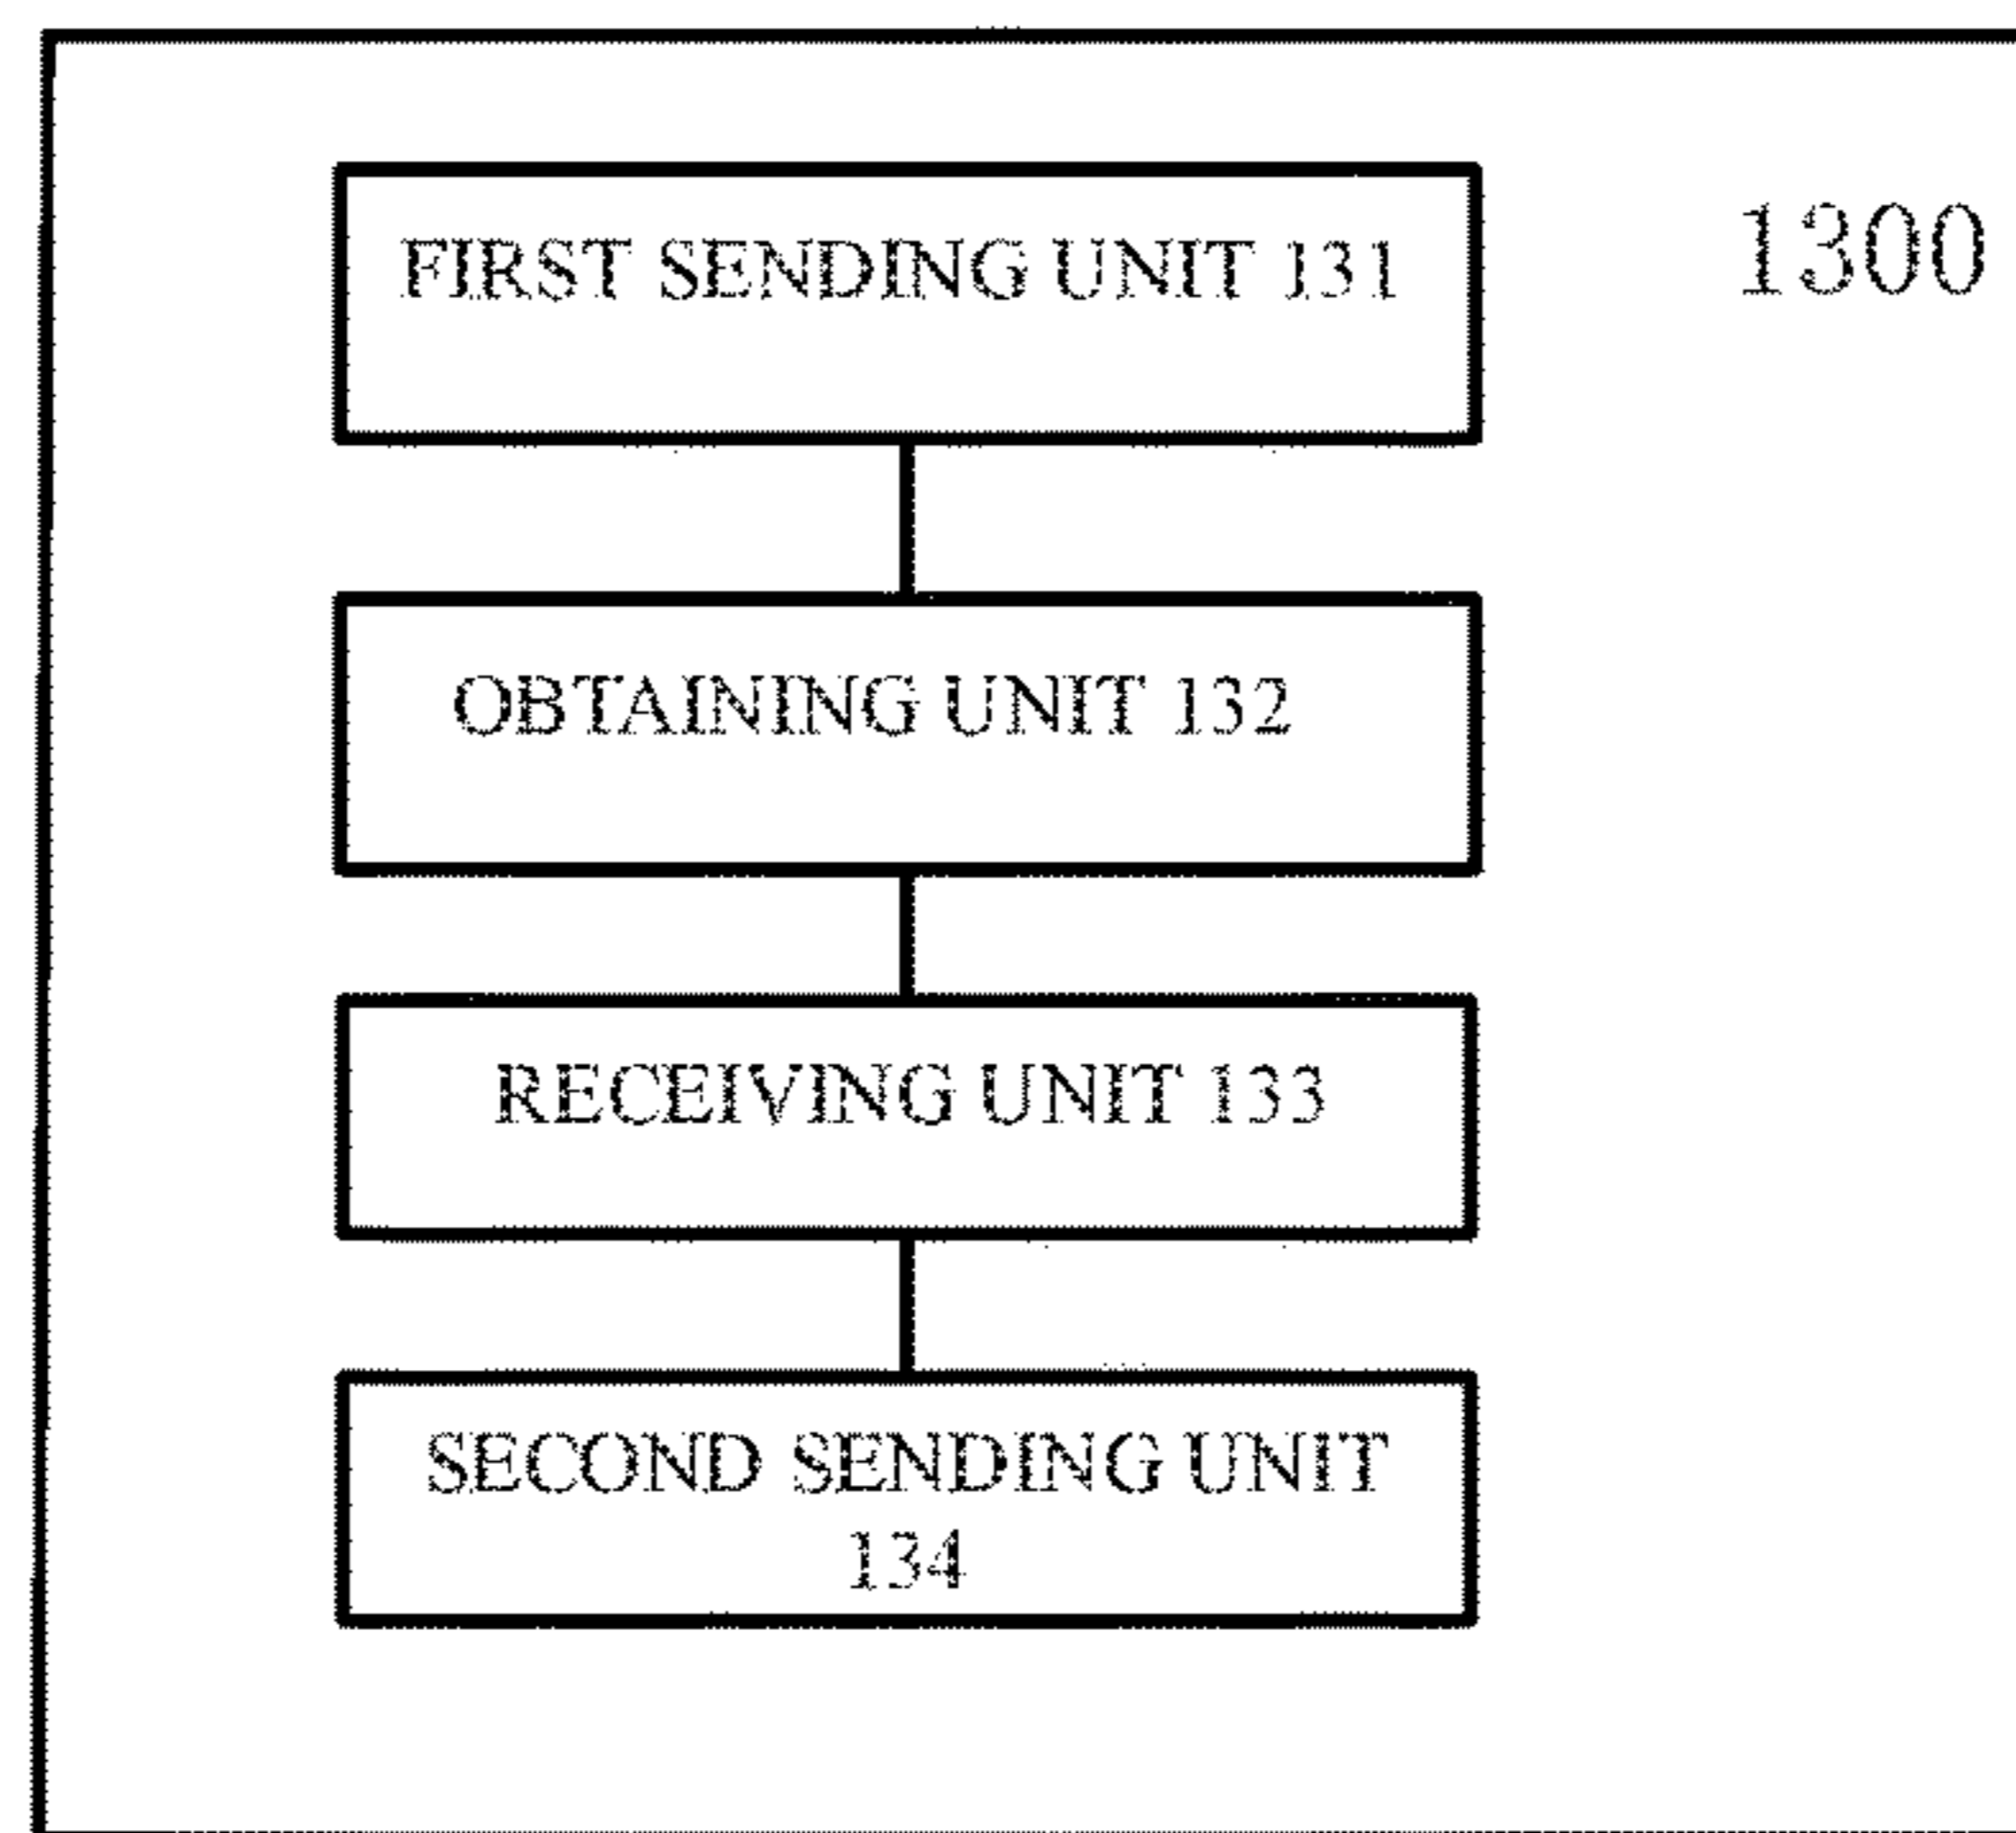 FIRST SENDING UNIT 131
1300
OBTAINING UNIT 132
RECEIVING UNIT 133
SECOND SENDING UNIT
134